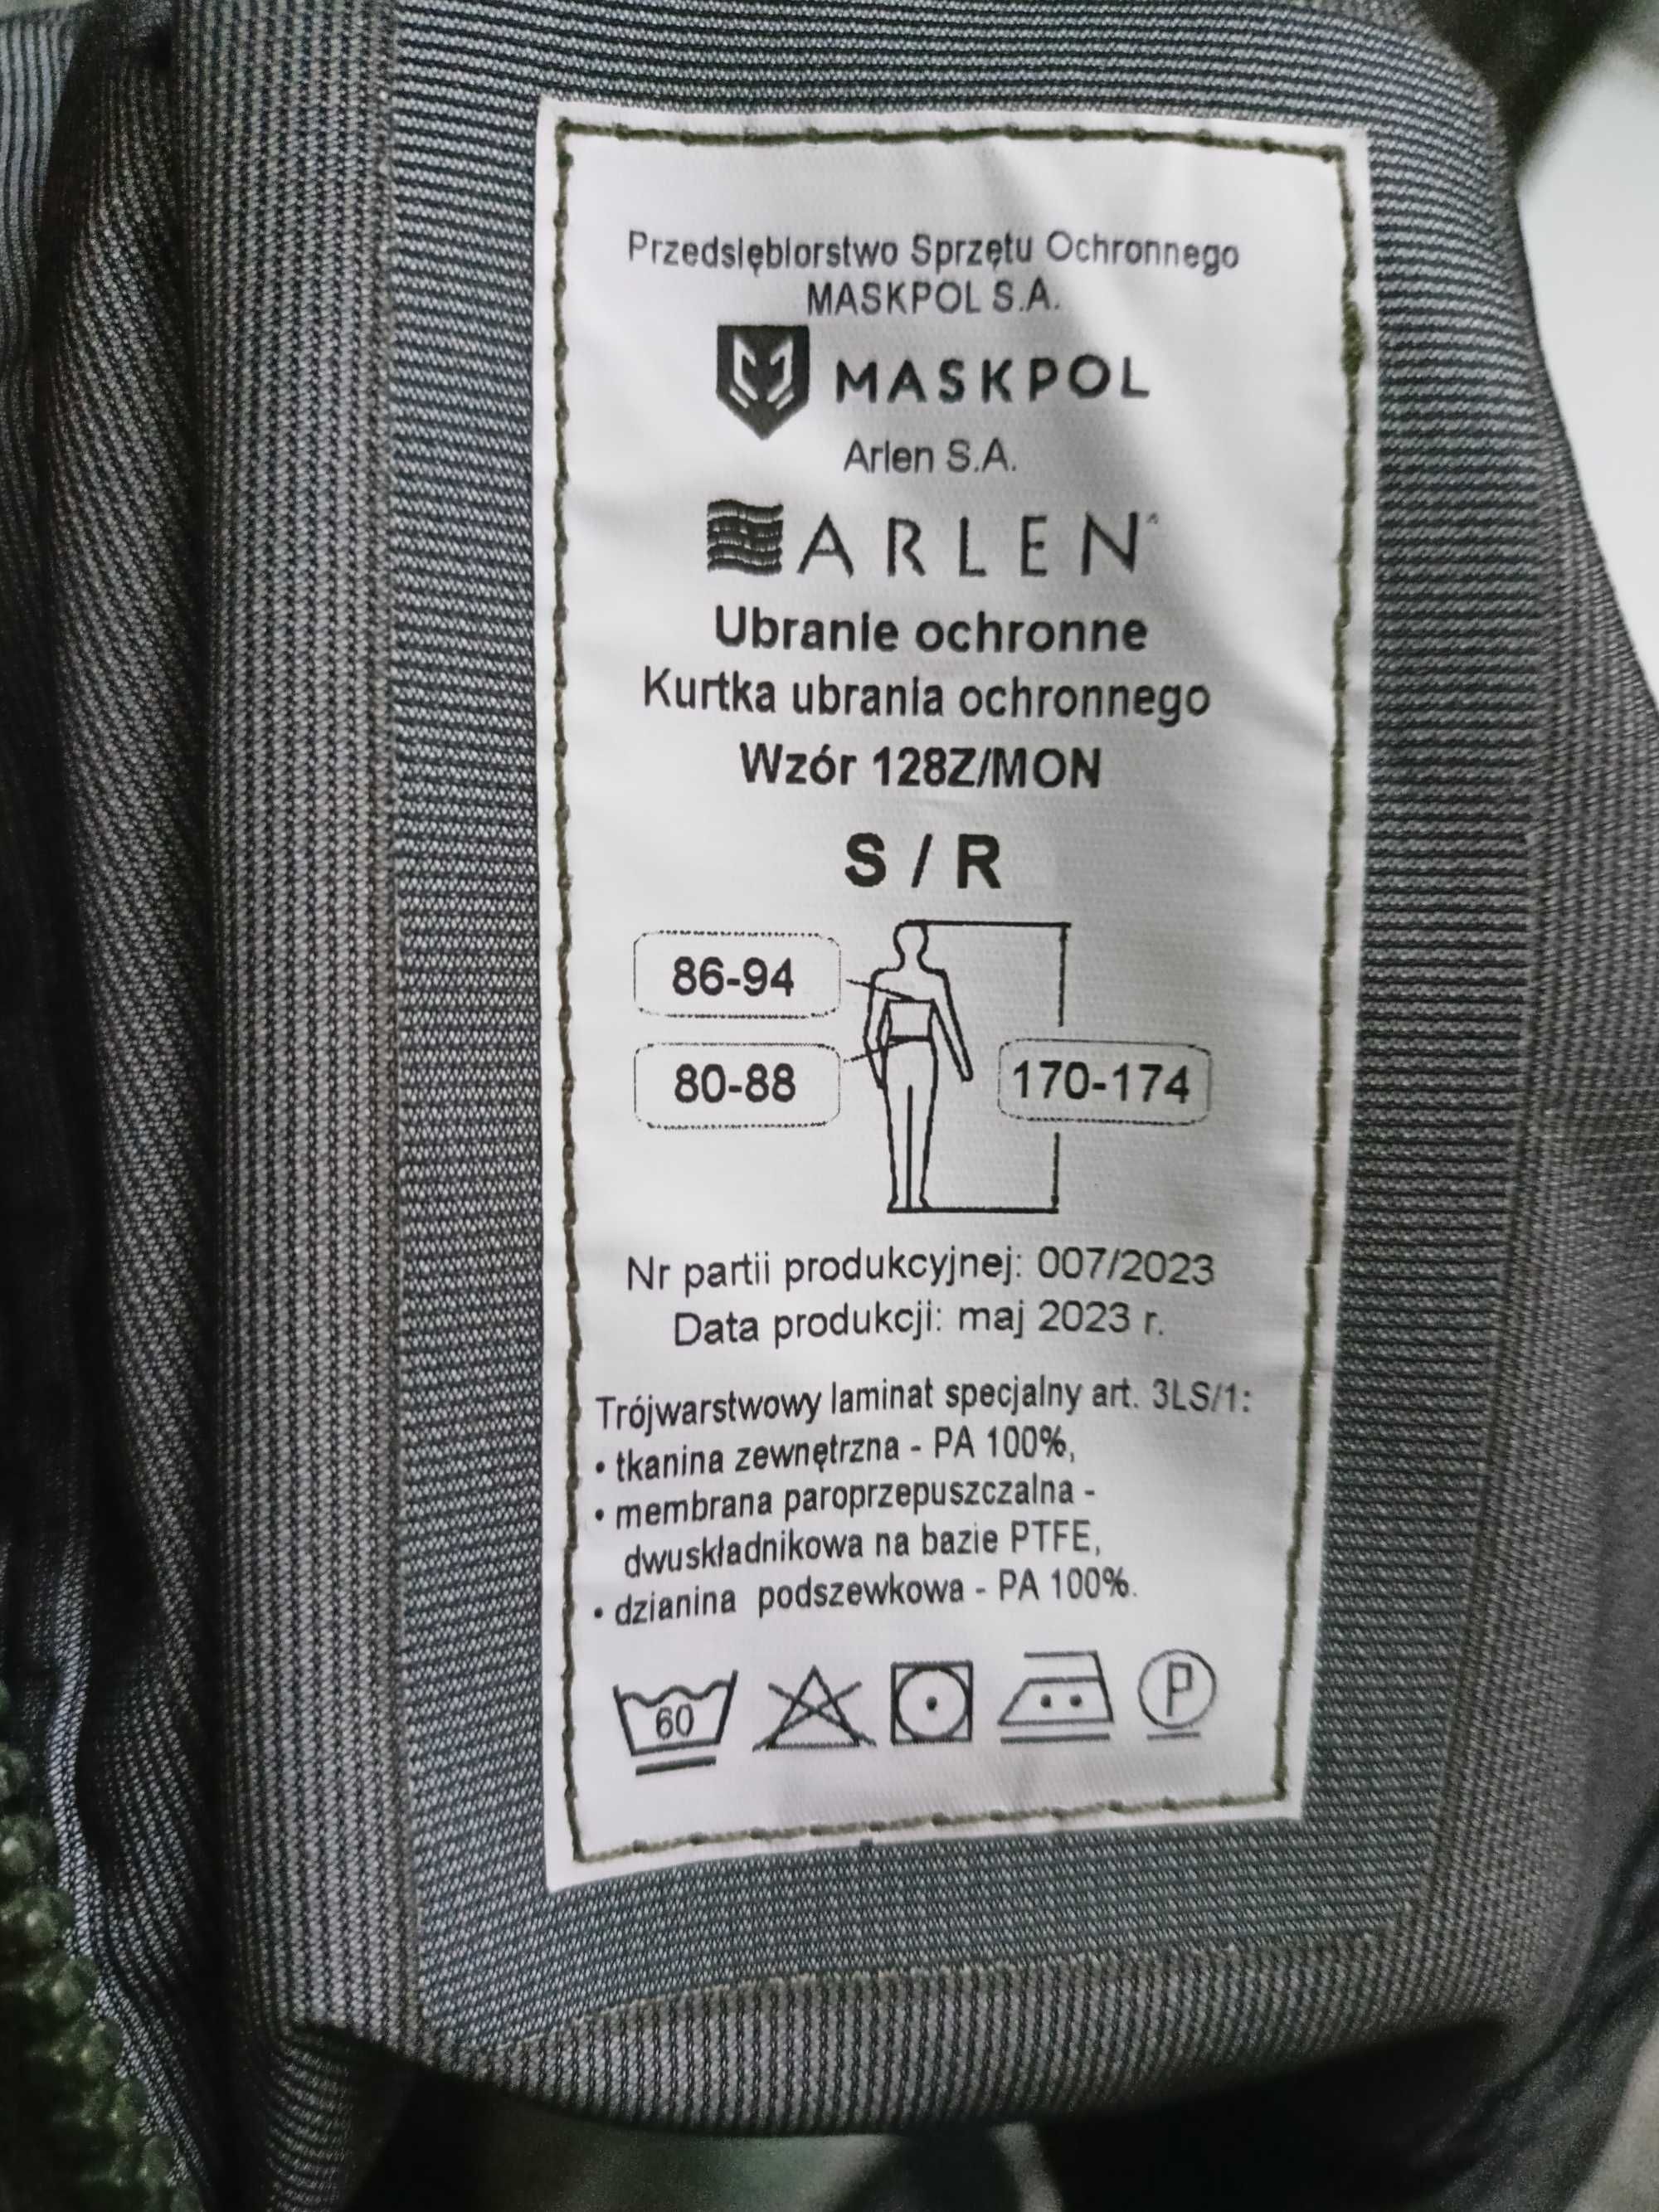 Przedsiębiorstwo Sprzętu Ochronnego
MASKPOL S.A.
MASKPOL
Arlen S.A.
ARLEN
Ubranie ochronne
Kurtka ubrania ochronnego
Wzór 128Z/MON
S / R
86-94
80-88
170-174
Nr partii produkcyjnej: 007/2023
Data produkcji: maj 2023 r.
Trójwarstwowy laminat specjalny art. 3LS/1:
• tkanina zewnętrzna - PA 100%,
• membrana paroprzepuszczalna -
dwuskładnikowa na bazie PTFE,
• dzianina podszewkowa - PA 100%.
60
P